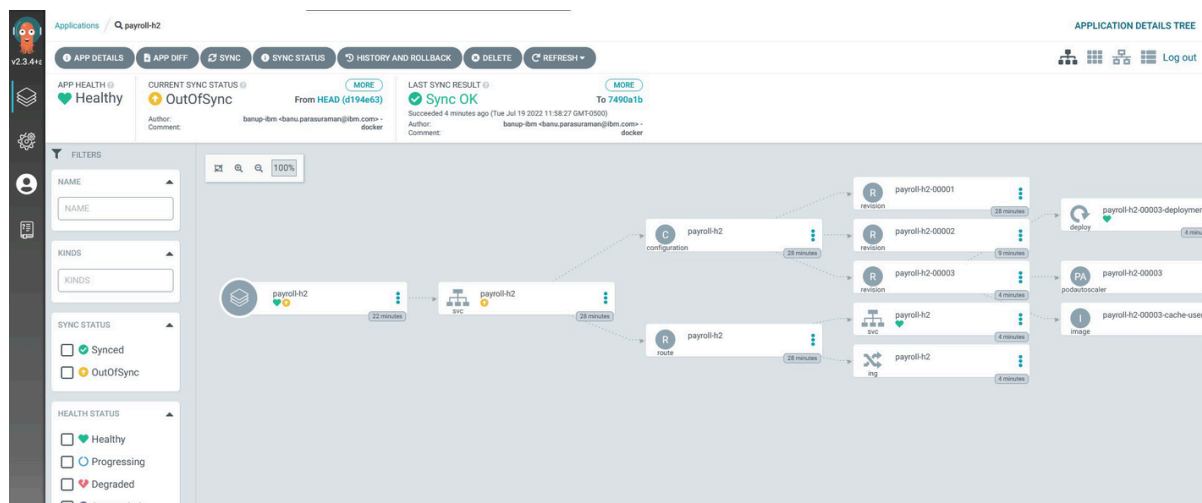 Applications / payroll-h2
APPLICATION DETAILS TREE
v2.3.4+c
APP DETAILS APP DIFF SYNC SYNC STATUS HISTORY AND ROLLBACK DELETE REFRESH
Log out
APP HEALTH
Healthy
CURRENT SYNC STATUS MORE
OutOfSync From HEAD (d194e63)
Author: banup-ibm <banu.parasuraman@ibm.com> -
Comment: docker
LAST SYNC RESULT MORE
Sync OK To 7490a1b
Succeeded 4 minutes ago (Tue Jul 19 2022 11:58:27 GMT-0500)
Author: banup-ibm <banu.parasuraman@ibm.com> -
Comment: docker
FILTERS
NAME
NAME
KINDS
KINDS
SYNC STATUS
Synced
OutOfSync
HEALTH STATUS
Healthy
Progressing
Degraded
100%
payroll-h2
22 minutes
payroll-h2
svc
28 minutes
C
payroll-h2
configuration
28 minutes
R
payroll-h2
route
28 minutes
R
payroll-h2-00001
revision
28 minutes
R
payroll-h2-00002
revision
9 minutes
R
payroll-h2-00003
revision
4 minutes
payroll-h2
svc
4 minutes
payroll-h2
ing
4 minutes
payroll-h2-00003-deploymen
deploy
4 minu
PA
payroll-h2-00003
podautoscaler
I
payroll-h2-00003-cache-user
image